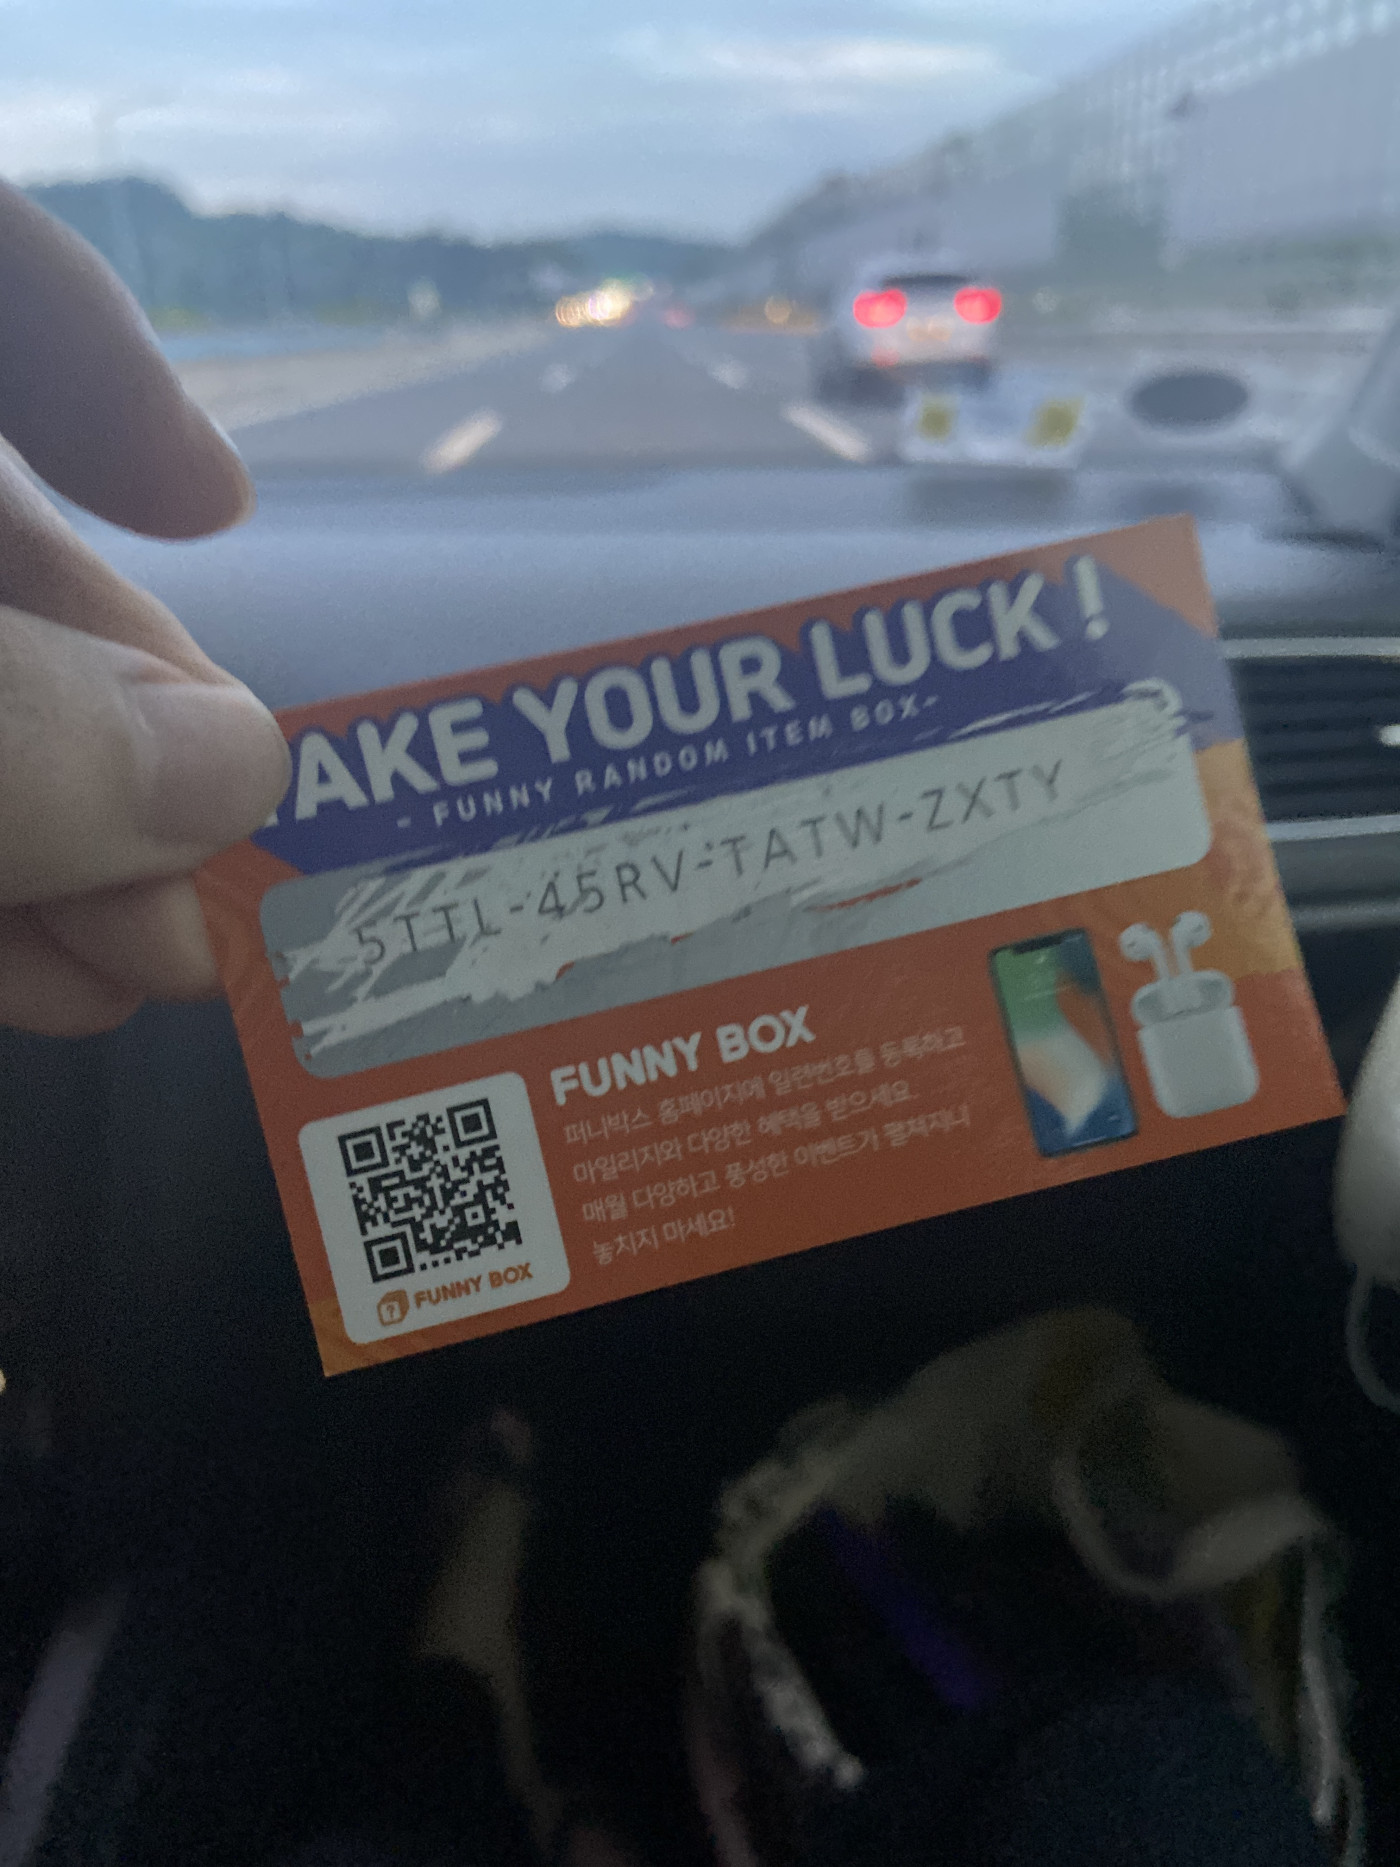 TAKE YOUR LUCK !
- FUNNY RANDOM ITEM BOX-
5TTL-45RV-TATW-ZXTY
FUNNY BOX
퍼니박스 홈페이지에 일련번호를 등록하고
마일리지와 다양한 혜택을 받으세요.
매월 다양하고 풍성한 이벤트가 펼쳐지니
놓치지 마세요!
? FUNNY BOX